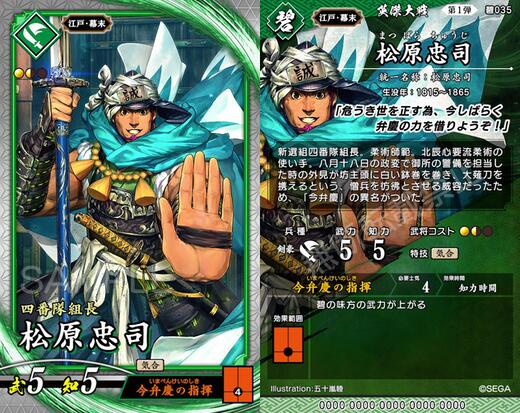 江戸・幕末
誠
SAMPLE
四番隊組長
松原忠司
気合
武5 知5
いまべんけいのしき
今弁慶の指揮
4
碧
江戸・幕末
英傑大戦
第1弾
碧035
まつばら ちゅうじ
松原忠司
統一名称：松原忠司
生没年：1815～1865
「危うき世を正す為、今しばらく
弁慶の力を借りようぞ！」
新選組四番隊組長。柔術師範。北辰心要流柔術の
使い手。八月十八日の政変で御所の警備を担当し
た時の外見が坊主頭に白い鉢巻を巻き、大薙刀を
携えるという、僧兵を彷彿とさせる威容だったた
め、「今弁慶」の異名がついた。
兵種 武力 知力 武将コスト
剣豪 5 5 特技 気合
いまべんけいのしき
今弁慶の指揮
必要士気
4
効果時間
知力時間
碧の味方の武力が上がる
効果範囲
Illustration:五十嵐睦
©SEGA
0000-0000-0000-0000-0000